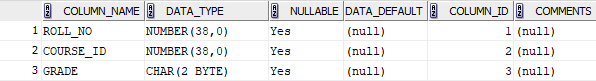 COLUMN_NAME DATA_TYPE NULLABLE DATA_DEFAULT COLUMN_ID COMMENTS
1 ROLL_NO NUMBER(38,0) Yes (null) 1 (null)
2 COURSE_ID NUMBER(38,0) Yes (null) 2 (null)
3 GRADE CHAR(2 BYTE) Yes (null) 3 (null)